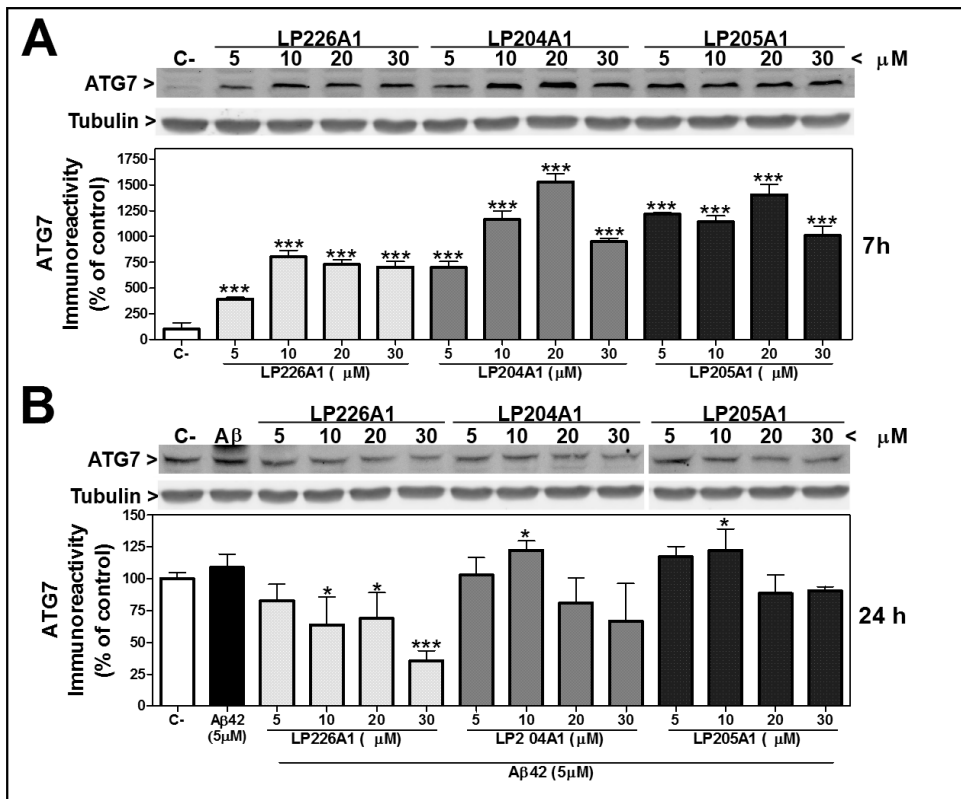 A
LP226A1 LP204A1 LP205A1
C- 5 10 20 30 5 10 20 30 5 10 20 30 < μM
ATG7 >
Tubulin >
ATG7
Immunoreactivity
(% of control)
1750
1500
1250
1000
750
500
250
0
*** *** *** *** *** *** *** *** *** *** *** ***
7h
C- 5 10 20 30 5 10 20 30 5 10 20 30
LP226A1 ( μM) LP204A1 ( μM) LP205A1 ( μM)
B
LP226A1 LP204A1 LP205A1
C- Aβ 5 10 20 30 5 10 20 30 5 10 20 30 < μM
ATG7 >
Tubulin >
ATG7
Immunoreactivity
(% of control)
150
125
100
75
50
25
0
* * *** * *
24 h
C- Aβ42 5 10 20 30 5 10 20 30 5 10 20 30
(5μM) LP226A1 ( μM) LP2 04A1 ( μM) LP205A1 ( μM)
Aβ42 (5μM)